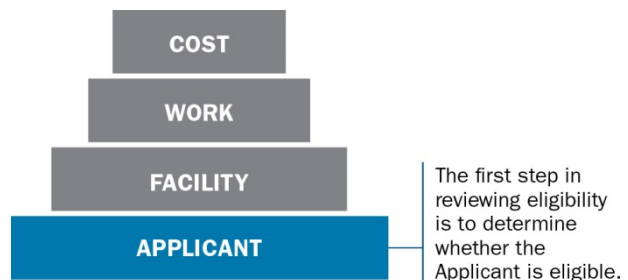 COST
WORK
FACILITY
APPLICANT
The first step in
reviewing eligibility
is to determine
whether the
Applicant is eligible.